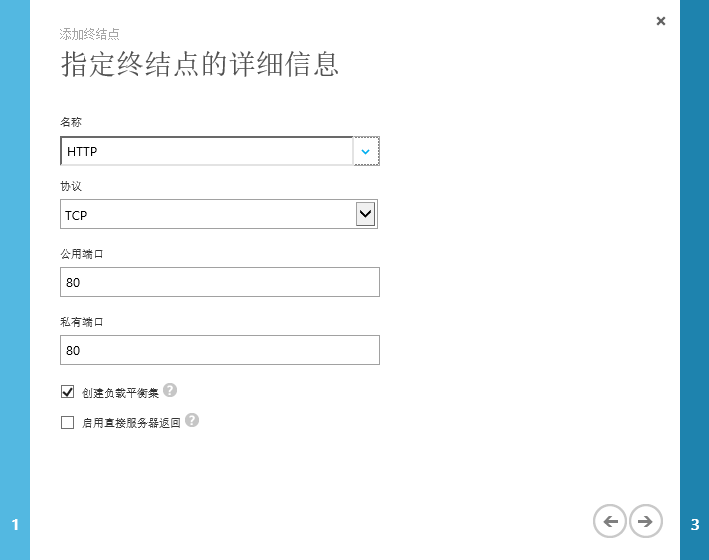 添加终结点
指定终结点的详细信息
名称
HTTP
协议
TCP
公用端口
80
私有端口
80
创建负载平衡集 ?
启用直接服务器返回 ?
1
3